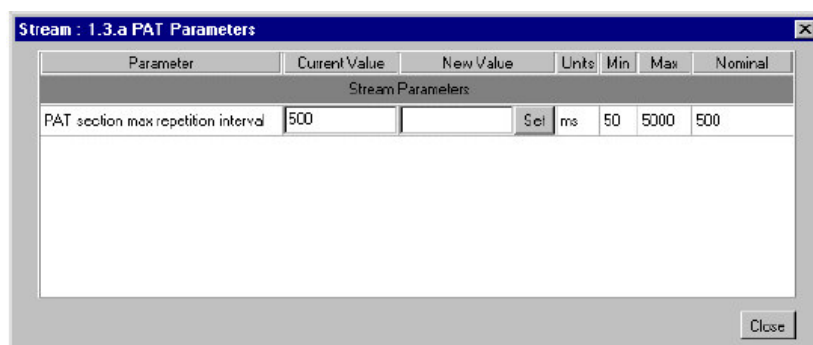 Stream : 1.3.a PAT Parameters
Parameter Current Value New Value Units Min Max Nominal
Stream Parameters
PAT section max repetition interval 500 Set ms 50 5000 500
Close